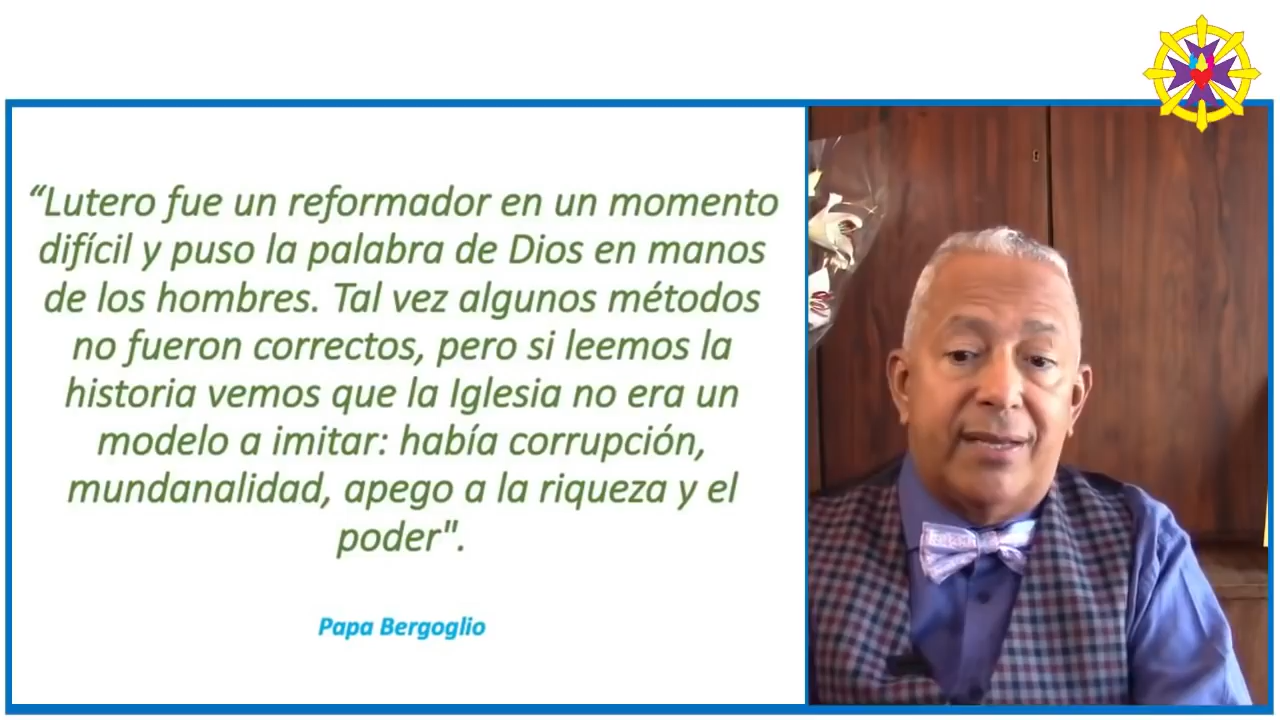 “Lutero fue un reformador en un momento
difícil y puso la palabra de Dios en manos
de los hombres. Tal vez algunos métodos
no fueron correctos, pero si leemos la
historia vemos que la Iglesia no era un
modelo a imitar: había corrupción,
mundanalidad, apego a la riqueza y el
poder".
Papa Bergoglio